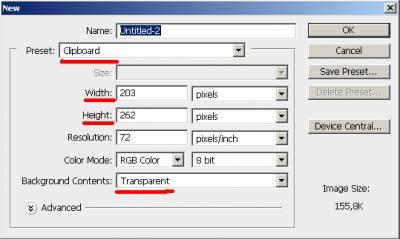 New
Name: Untitled-2
OK
Preset: Clipboard
Cancel
Size:
Save Preset...
Width: 203 pixels
Delete Preset...
Height: 262 pixels
Resolution: 72 pixels/inch
Device Central...
Color Mode: RGB Color 8 bit
Background Contents: Transparent
Image Size:
Advanced
155,8K